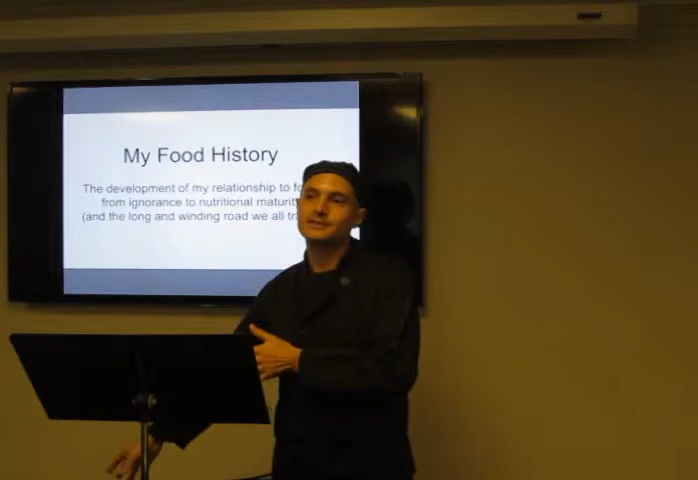 My Food History
The development of my relationship to
from ignorance to nutritional maturity
(and the long and winding road we all